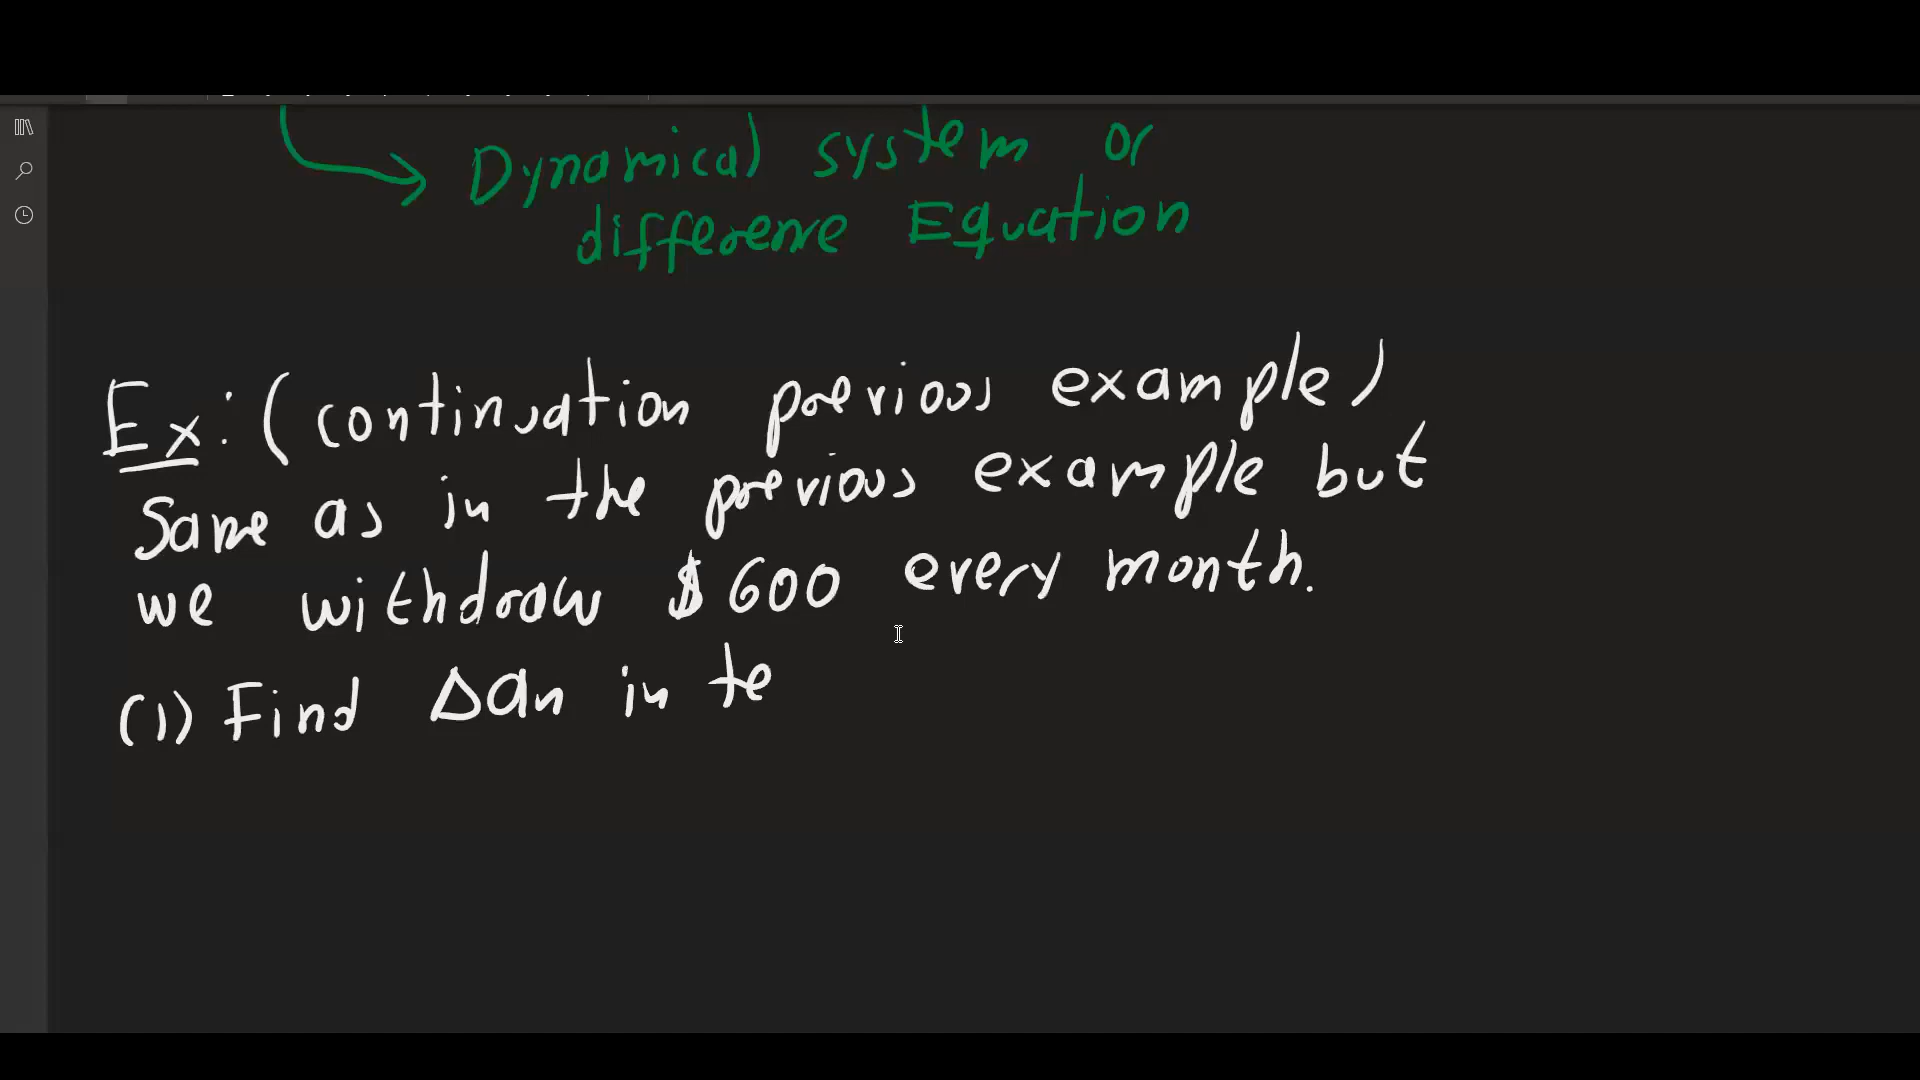 Dynamical system or
difference Equation
Ex: (continuation previous example)
Same as in the previous example but
we withdraw $600 every month.
(1) Find Δan in te